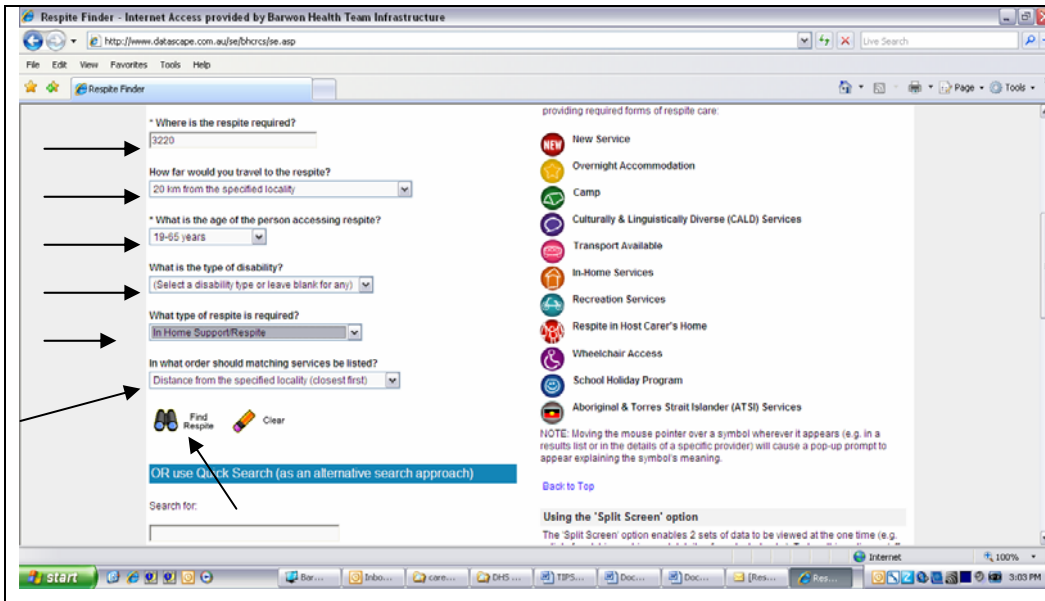 Respite Finder - Internet Access provided by Barwon Health Team Infrastructure
http://www.datascape.com.au/se/bhcrcs/se.asp
Live Search
File Edit View Favorites Tools Help
Respite Finder
Page Tools
* Where is the respite required?
3220
How far would you travel to the respite?
20 km from the specified locality
* What is the age of the person accessing respite?
19-65 years
What is the type of disability?
(Select a disability type or leave blank for any)
What type of respite is required?
In Home Support/Respite
In what order should matching services be listed?
Distance from the specified locality (closest first)
Find
Respite
Clear
OR use Quick Search (as an alternative search approach)
Search for:
providing required forms of respite care:
NEW
New Service
Overnight Accommodation
Camp
Culturally & Linguistically Diverse (CALD) Services
Transport Available
In-Home Services
Recreation Services
Respite in Host Carer's Home
Wheelchair Access
School Holiday Program
Aboriginal & Torres Strait Islander (ATSI) Services
NOTE: Moving the mouse pointer over a symbol wherever it appears (e.g. in a
results list or in the details of a specific provider) will cause a pop-up prompt to
appear explaining the symbol's meaning.
Back to Top
Using the 'Split Screen' option
The 'Split Screen' option enables 2 sets of data to be viewed at the one time (e.g.
Internet
100%
start
Bar...
Inbo...
care...
DHS ...
TIPS...
Doc...
Doc...
[Res...
Res...
3:03 PM